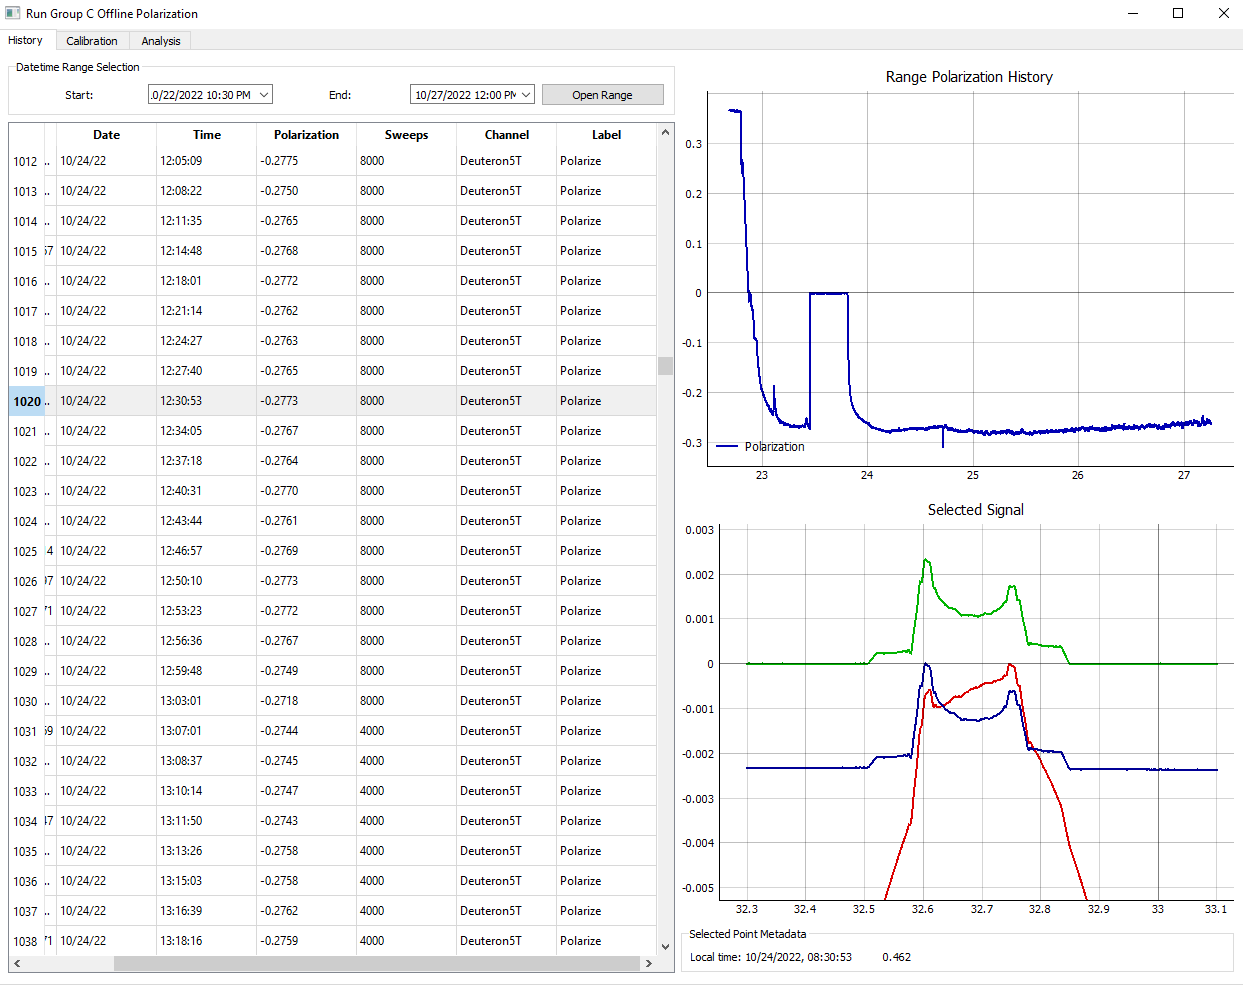 Run Group C Offline Polarization
History Calibration Analysis
Datetime Range Selection
Start: 10/22/2022 10:30 PM End: 10/27/2022 12:00 PM Open Range
Date Time Polarization Sweeps Channel Label
1012 .. 10/24/22 12:05:09 -0.2775 8000 Deuteron5T Polarize
1013 .. 10/24/22 12:08:22 -0.2750 8000 Deuteron5T Polarize
1014 .. 10/24/22 12:11:35 -0.2765 8000 Deuteron5T Polarize
1015 57 10/24/22 12:14:48 -0.2768 8000 Deuteron5T Polarize
1016 .. 10/24/22 12:18:01 -0.2772 8000 Deuteron5T Polarize
1017 .. 10/24/22 12:21:14 -0.2762 8000 Deuteron5T Polarize
1018 .. 10/24/22 12:24:27 -0.2763 8000 Deuteron5T Polarize
1019 .. 10/24/22 12:27:40 -0.2765 8000 Deuteron5T Polarize
1020 .. 10/24/22 12:30:53 -0.2773 8000 Deuteron5T Polarize
1021 .. 10/24/22 12:34:05 -0.2767 8000 Deuteron5T Polarize
1022 .. 10/24/22 12:37:18 -0.2764 8000 Deuteron5T Polarize
1023 .. 10/24/22 12:40:31 -0.2770 8000 Deuteron5T Polarize
1024 .. 10/24/22 12:43:44 -0.2761 8000 Deuteron5T Polarize
1025 4 10/24/22 12:46:57 -0.2769 8000 Deuteron5T Polarize
1026 97 10/24/22 12:50:10 -0.2773 8000 Deuteron5T Polarize
1027 71 10/24/22 12:53:23 -0.2772 8000 Deuteron5T Polarize
1028 .. 10/24/22 12:56:36 -0.2767 8000 Deuteron5T Polarize
1029 .. 10/24/22 12:59:48 -0.2749 8000 Deuteron5T Polarize
1030 .. 10/24/22 13:03:01 -0.2718 8000 Deuteron5T Polarize
1031 59 10/24/22 13:07:01 -0.2744 4000 Deuteron5T Polarize
1032 .. 10/24/22 13:08:37 -0.2745 4000 Deuteron5T Polarize
1033 .. 10/24/22 13:10:14 -0.2747 4000 Deuteron5T Polarize
1034 47 10/24/22 13:11:50 -0.2743 4000 Deuteron5T Polarize
1035 .. 10/24/22 13:13:26 -0.2758 4000 Deuteron5T Polarize
1036 .. 10/24/22 13:15:03 -0.2758 4000 Deuteron5T Polarize
1037 .. 10/24/22 13:16:39 -0.2762 4000 Deuteron5T Polarize
1038 71 10/24/22 13:18:16 -0.2759 4000 Deuteron5T Polarize
Range Polarization History
0.3
0.2
0.1
0
-0.1
-0.2
-0.3
Polarization
23 24 25 26 27
Selected Signal
0.003
0.002
0.001
0
-0.001
-0.002
-0.003
-0.004
-0.005
32.3 32.4 32.5 32.6 32.7 32.8 32.9 33 33.1
Selected Point Metadata
Local time: 10/24/2022, 08:30:53 0.462